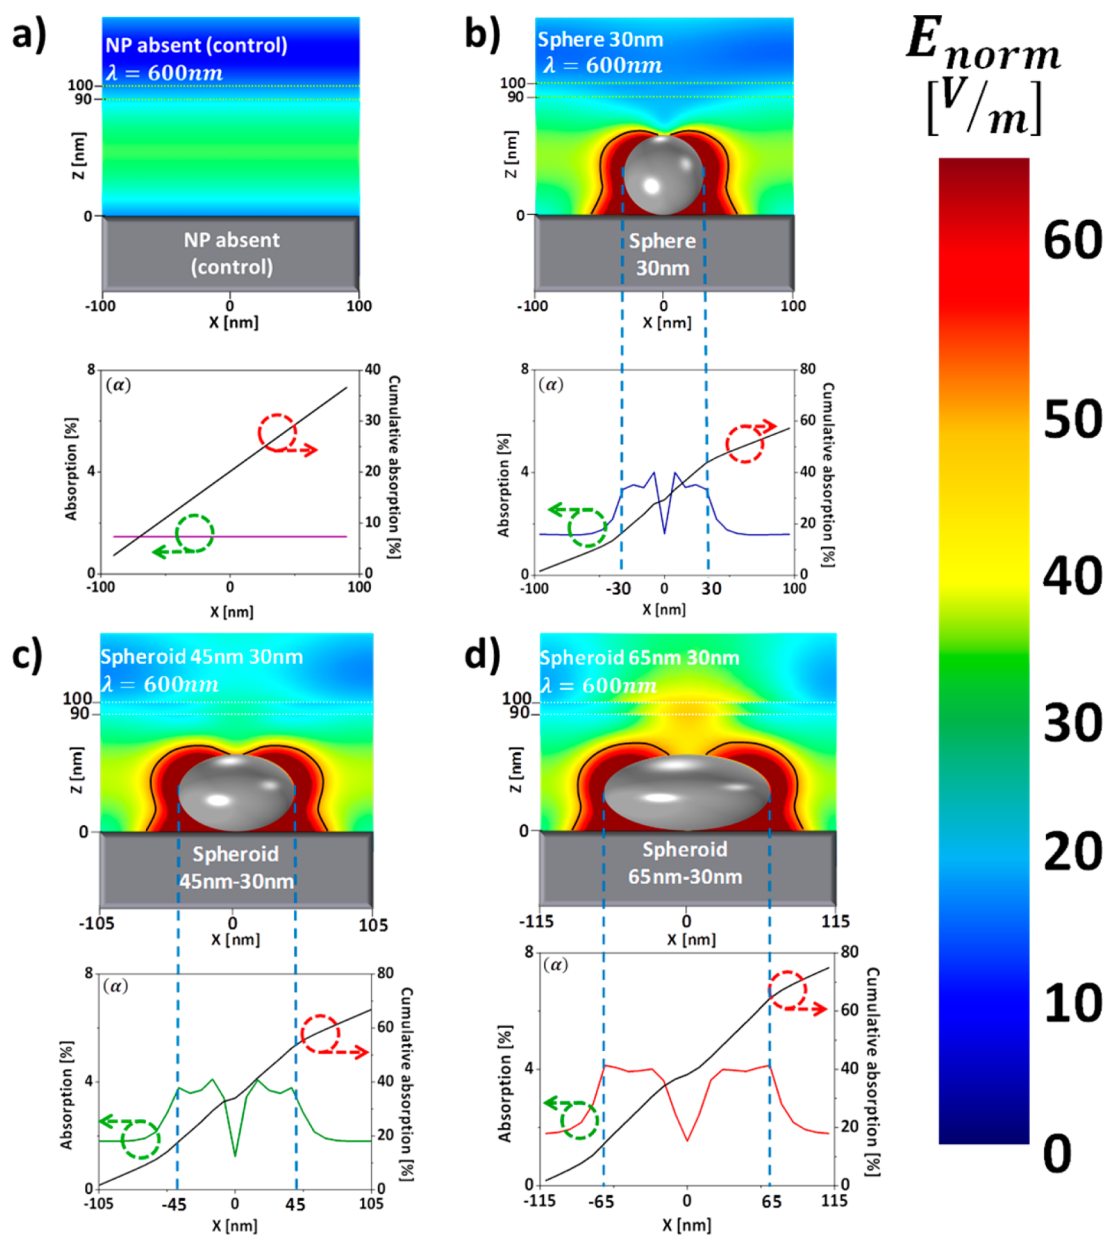 a)
NP absent (control)
λ = 600nm
100
90
Z [nm]
0
NP absent
(control)
-100
0
100
X [nm]
8
(α)
40
Absorption [%]
30
4
20
10
0
0
Cumulative absorption
[%]
-100
-50
0
50
100
X [nm]
b)
Sphere 30nm
λ = 600nm
100
90
Z [nm]
0
Sphere
30nm
-100
0
100
X [nm]
8
(α)
80
Absorption [%]
60
4
40
20
0
0
Cumulative absorption
[%]
-100
-30
0
30
100
X [nm]
c)
Spheroid 45nm 30nm
λ = 600nm
100
90
Z [nm]
0
Spheroid
45nm-30nm
-105
0
105
X [nm]
8
(α)
80
Absorption [%]
60
4
40
20
0
0
Cumulative absorption
[%]
-105
-45
0
45
105
X [nm]
d)
Spheroid 65nm 30nm
λ = 600nm
100
90
Z [nm]
0
Spheroid
65nm-30nm
-115
0
115
X [nm]
8
(α)
80
Absorption [%]
60
4
40
20
0
0
Cumulative absorption
[%]
-115
-65
0
65
115
X [nm]
E norm
[V/m]
60
50
40
30
20
10
0